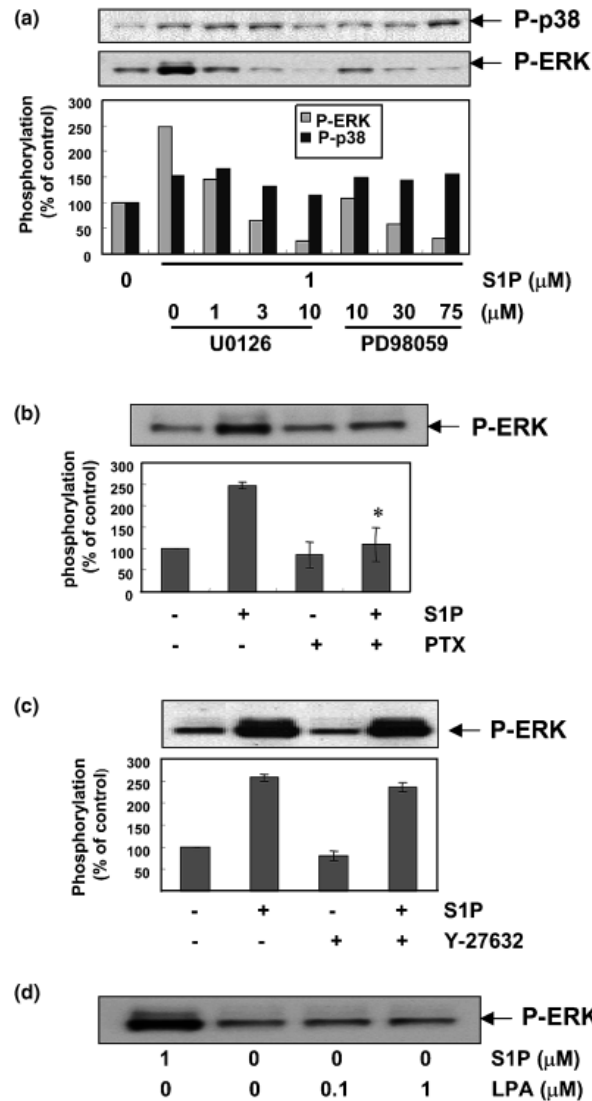 (a)
P-p38
P-ERK
Phosphorylation
(% of control)
300
250
200
150
100
50
0
P-ERK
P-p38
0 1 S1P (μM)
0 1 3 10 10 30 75 (μM)
U0126 PD98059
(b)
P-ERK
phosphorylation
(% of control)
300
250
200
150
100
50
*
- + - + S1P
- - + + PTX
(c)
P-ERK
Phosphorylation
(% of control)
300
250
200
150
100
50
- + - + S1P
- - + + Y-27632
(d)
P-ERK
1 0 0 0 S1P (μM)
0 0 0.1 1 LPA (μM)